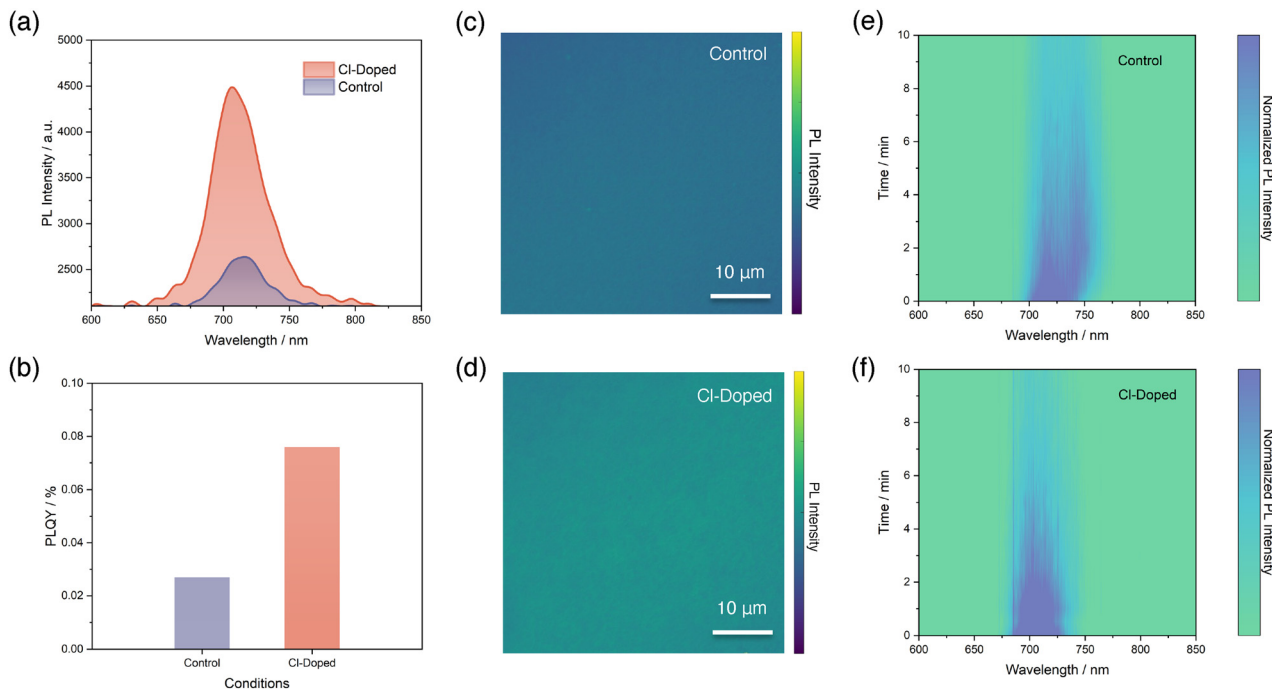 (a)
5000
4500
4000
3500
3000
2500
PL Intensity / a.u.
Cl-Doped
Control
600
650
700
750
800
850
Wavelength / nm
(b)
0.10
0.08
0.06
0.04
0.02
0.00
PLQY / %
Control
Cl-Doped
Conditions
(c)
Control
10 μm
PL Intensity
(d)
Cl-Doped
10 μm
PL Intensity
(e)
10
8
6
4
2
0
Time / min
Control
600
650
700
750
800
850
Wavelength / nm
Normalized PL Intensity
(f)
10
8
6
4
2
0
Time / min
Cl-Doped
600
650
700
750
800
850
Wavelength / nm
Normalized PL Intensity